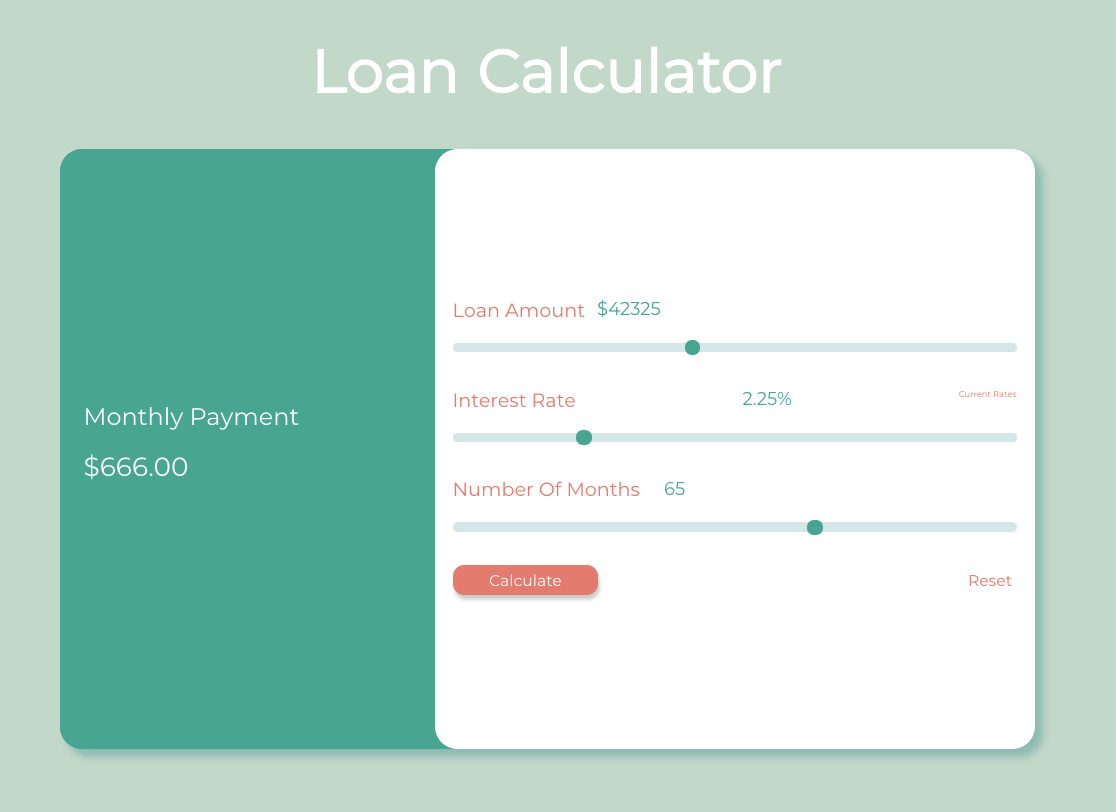 Loan Calculator
Monthly Payment
$666.00
Loan Amount $42325
Interest Rate 2.25% Current Rates
Number Of Months 65
Calculate Reset